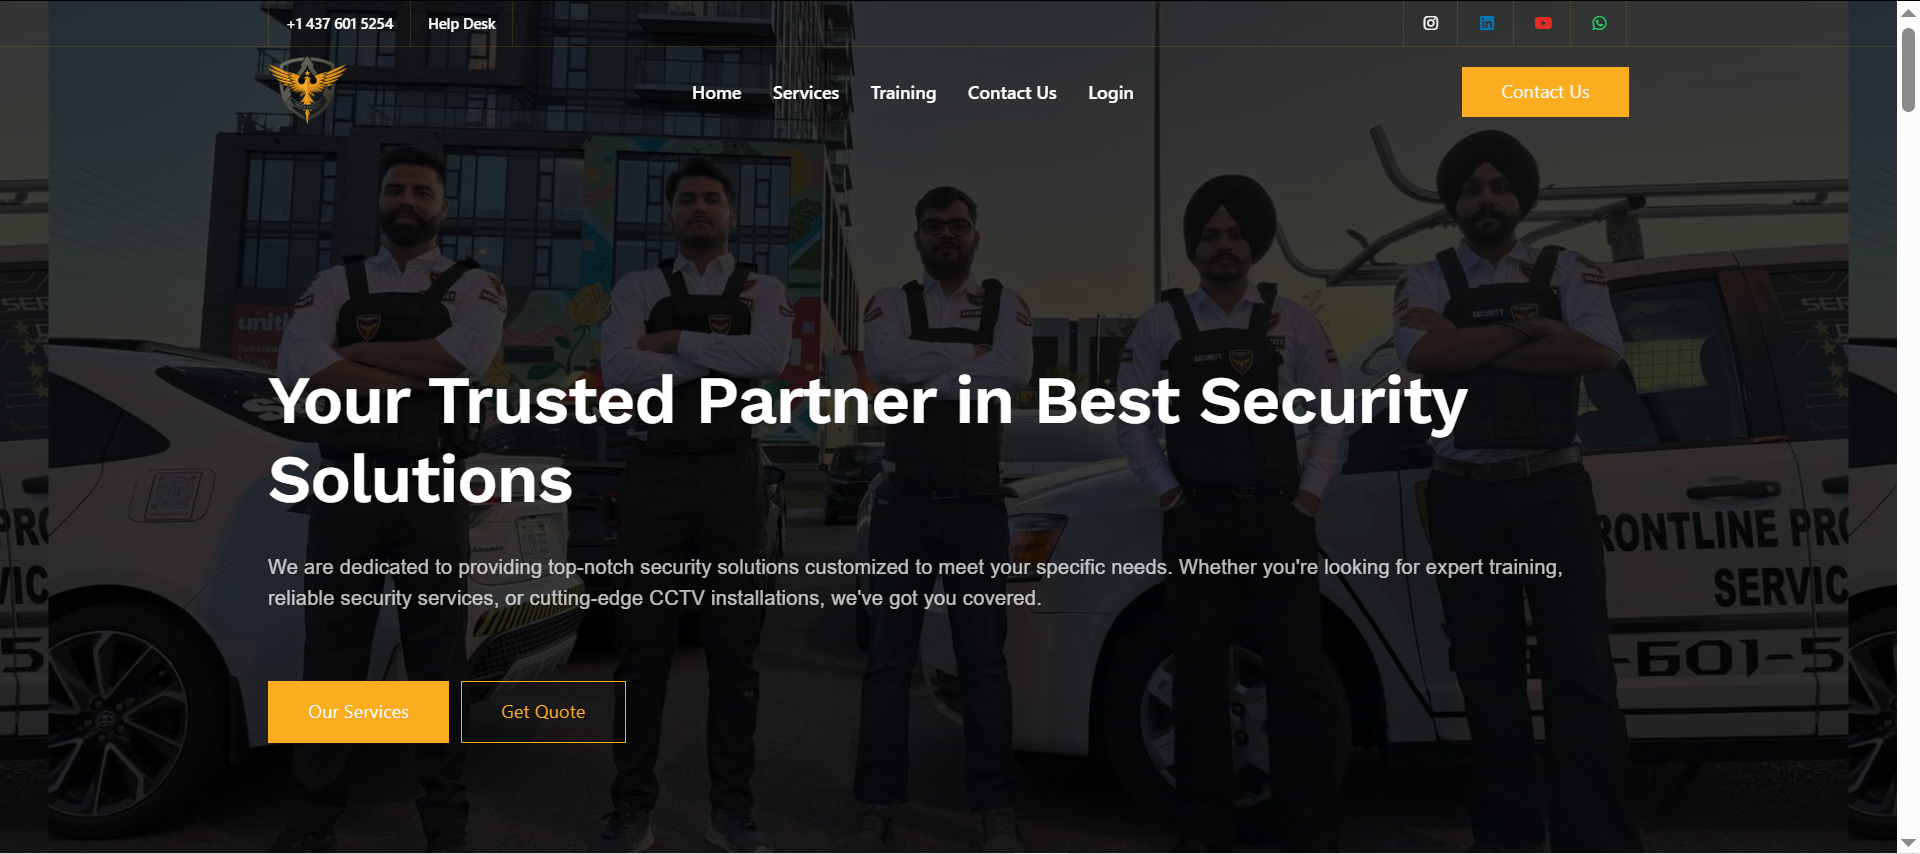 +1 437 601 5254
Help Desk
Home
Services
Training
Contact Us
Login
Contact Us
SECURITY
SECURITY
Your Trusted Partner in Best Security
Solutions
RONTLINE PRO
SERVIC
-601-5
We are dedicated to providing top-notch security solutions customized to meet your specific needs. Whether you're looking for expert training,
reliable security services, or cutting-edge CCTV installations, we've got you covered.
Our Services
Get Quote